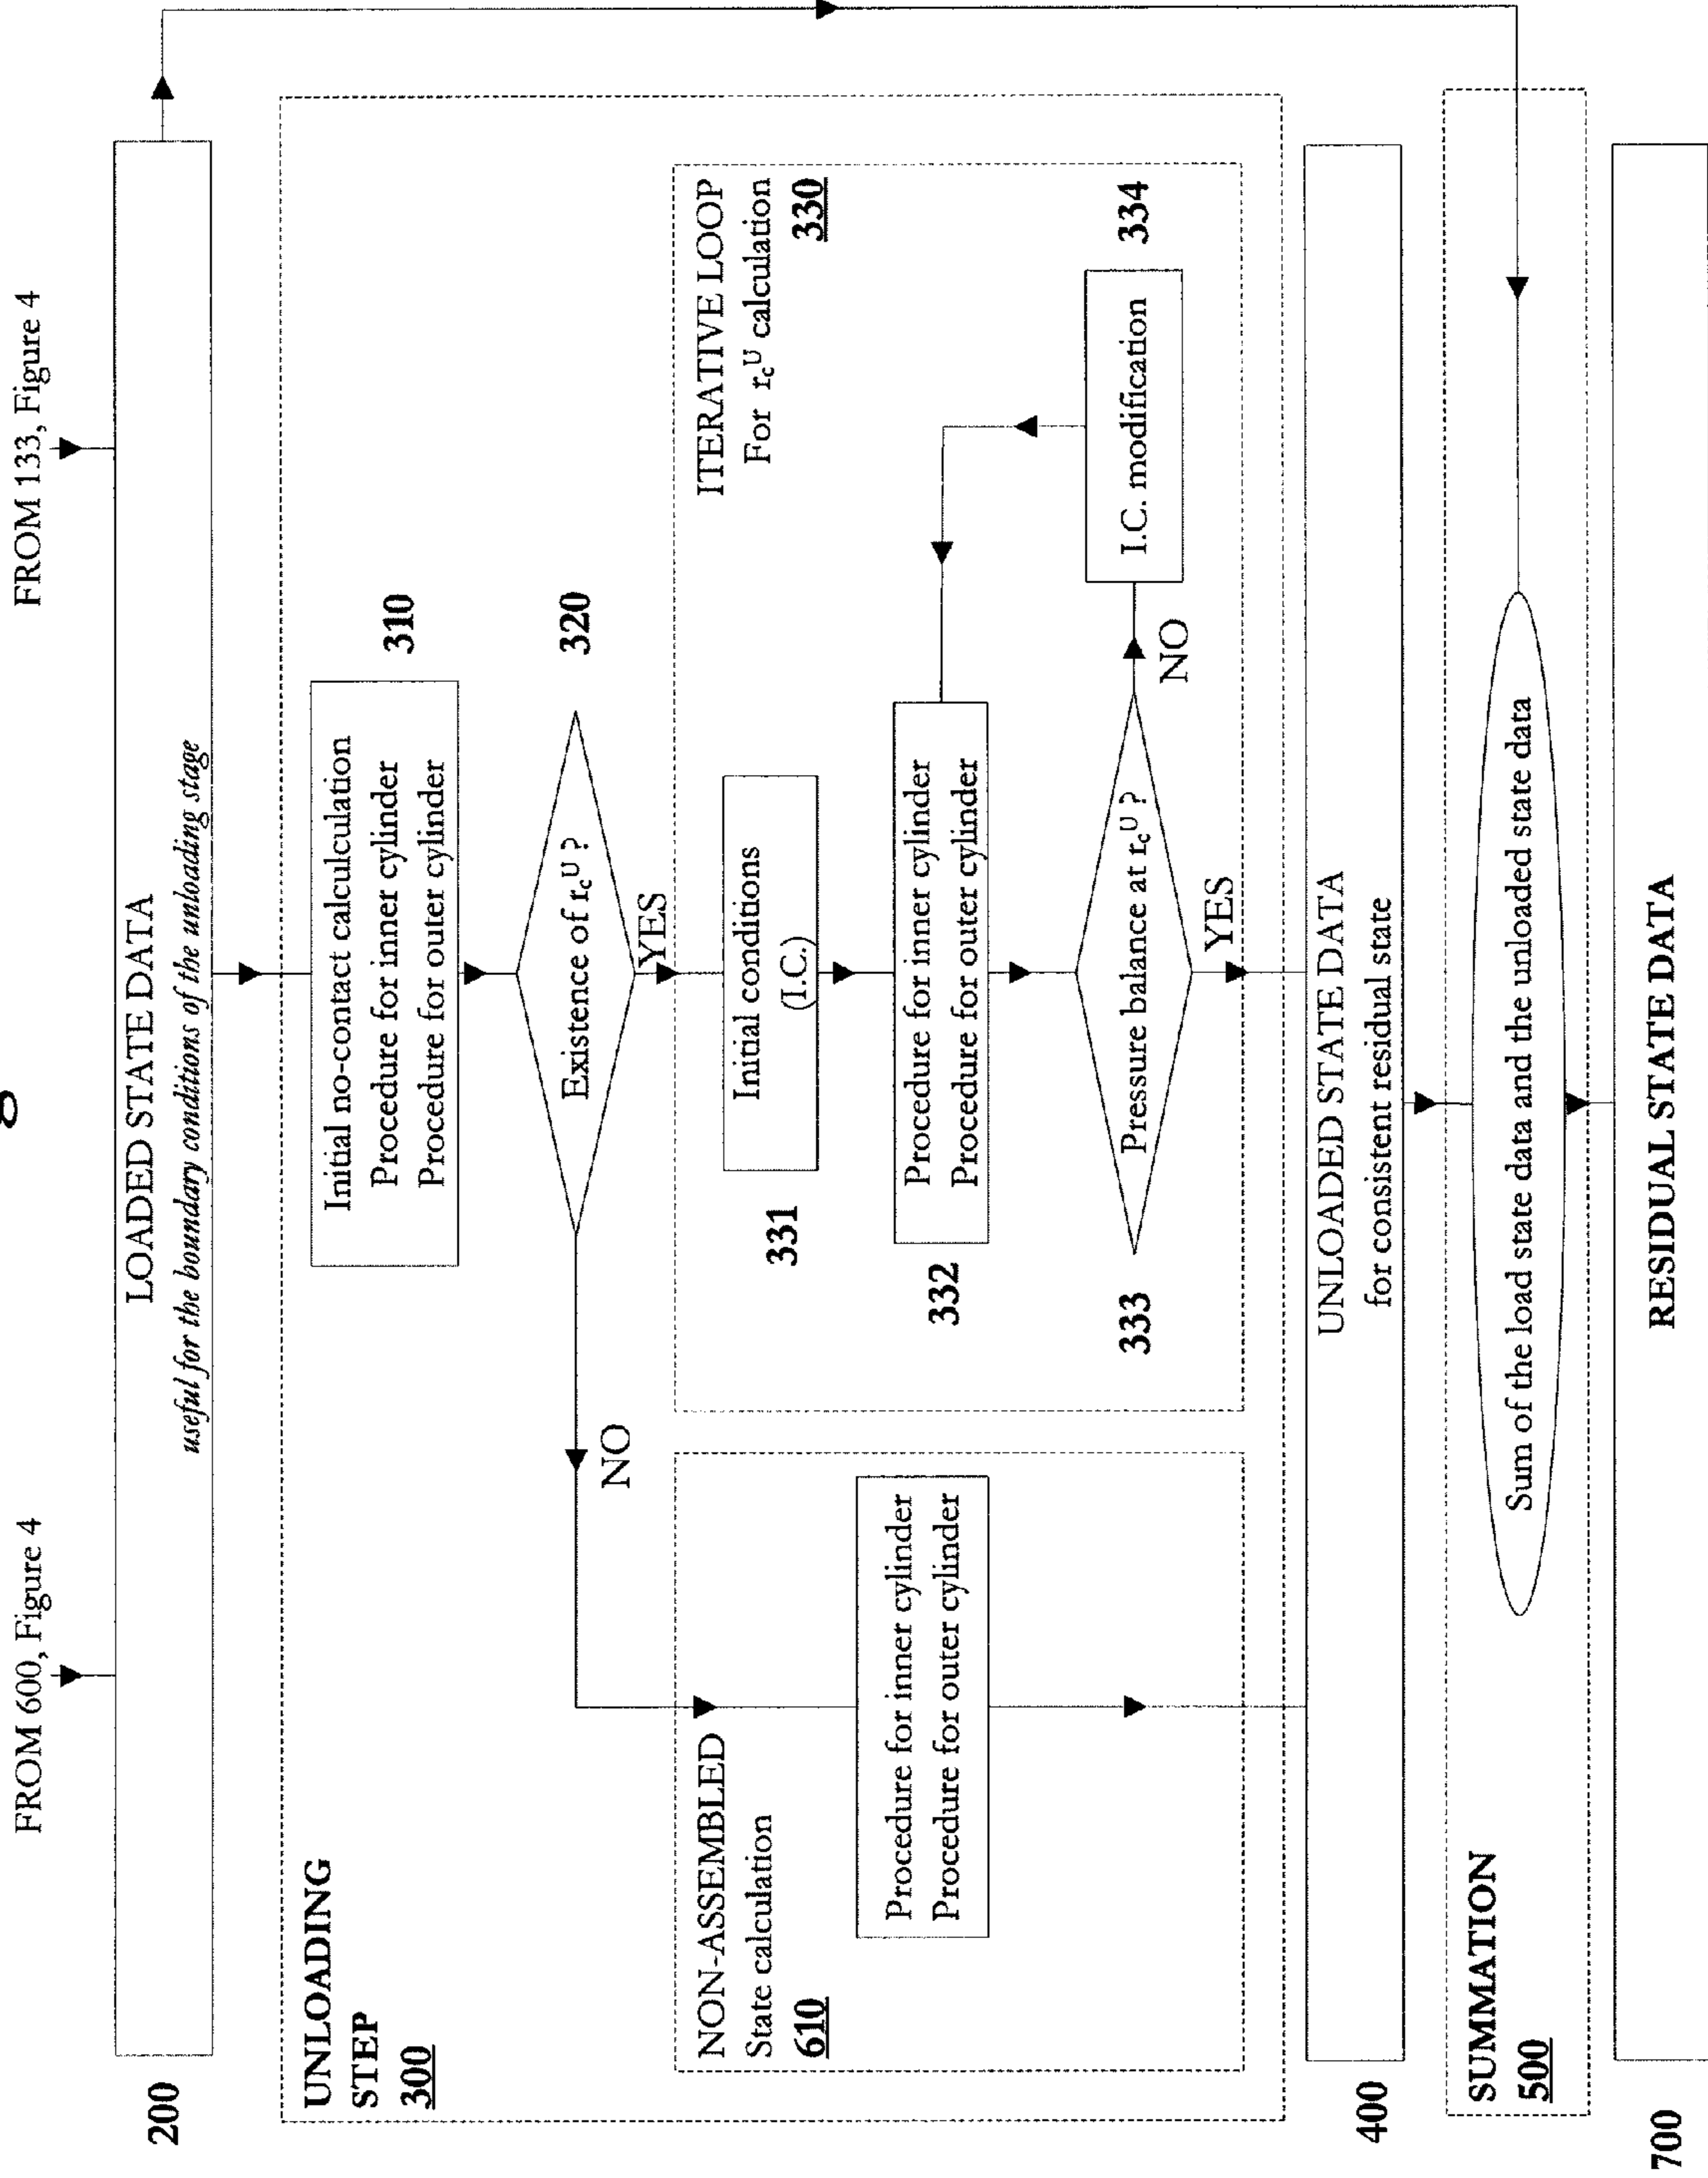 FROM 600, Figure 4
FROM 133, Figure 4
200
LOADED STATE DATA
useful for the boundary conditions of the unloading stage
UNLOADING
STEP
300
Initial no-contact calculculation
Procedure for inner cylinder
Procedure for outer cylinder
310
Existence of rcU ?
320
NO
YES
NON-ASSEMBLED
State calculation
610
Procedure for inner cylinder
Procedure for outer cylinder
ITERATIVE LOOP
For rcU calculation
330
331
Initial conditions
(I.C.)
332
Procedure for inner cylinder
Procedure for outer cylinder
333
Pressure balance at rcU ?
NO
I.C. modification
334
YES
400
UNLOADED STATE DATA
for consistent residual state
SUMMATION
500
Sum of the load state data and the unloaded state data
700
RESIDUAL STATE DATA